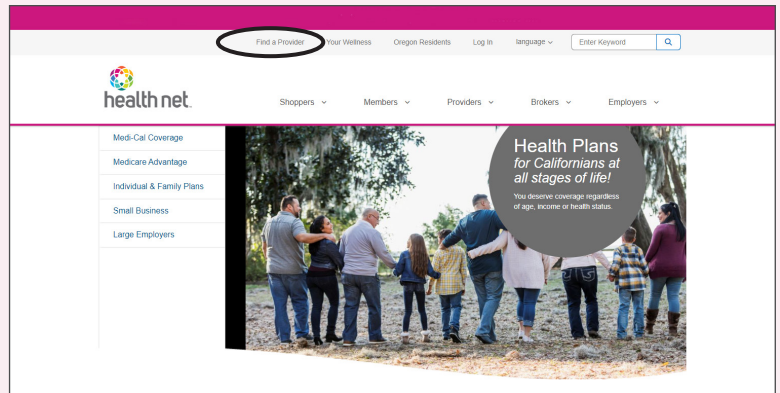 Find a Provider Your Wellness Oregon Residents Log In language Enter Keyword
health net
Shoppers Members Providers Brokers Employers
Medi-Cal Coverage
Medicare Advantage
Individual & Family Plans
Small Business
Large Employers
Health Plans
for Californians at
all stages of life!
You deserve coverage regardless
of age, income or health status.